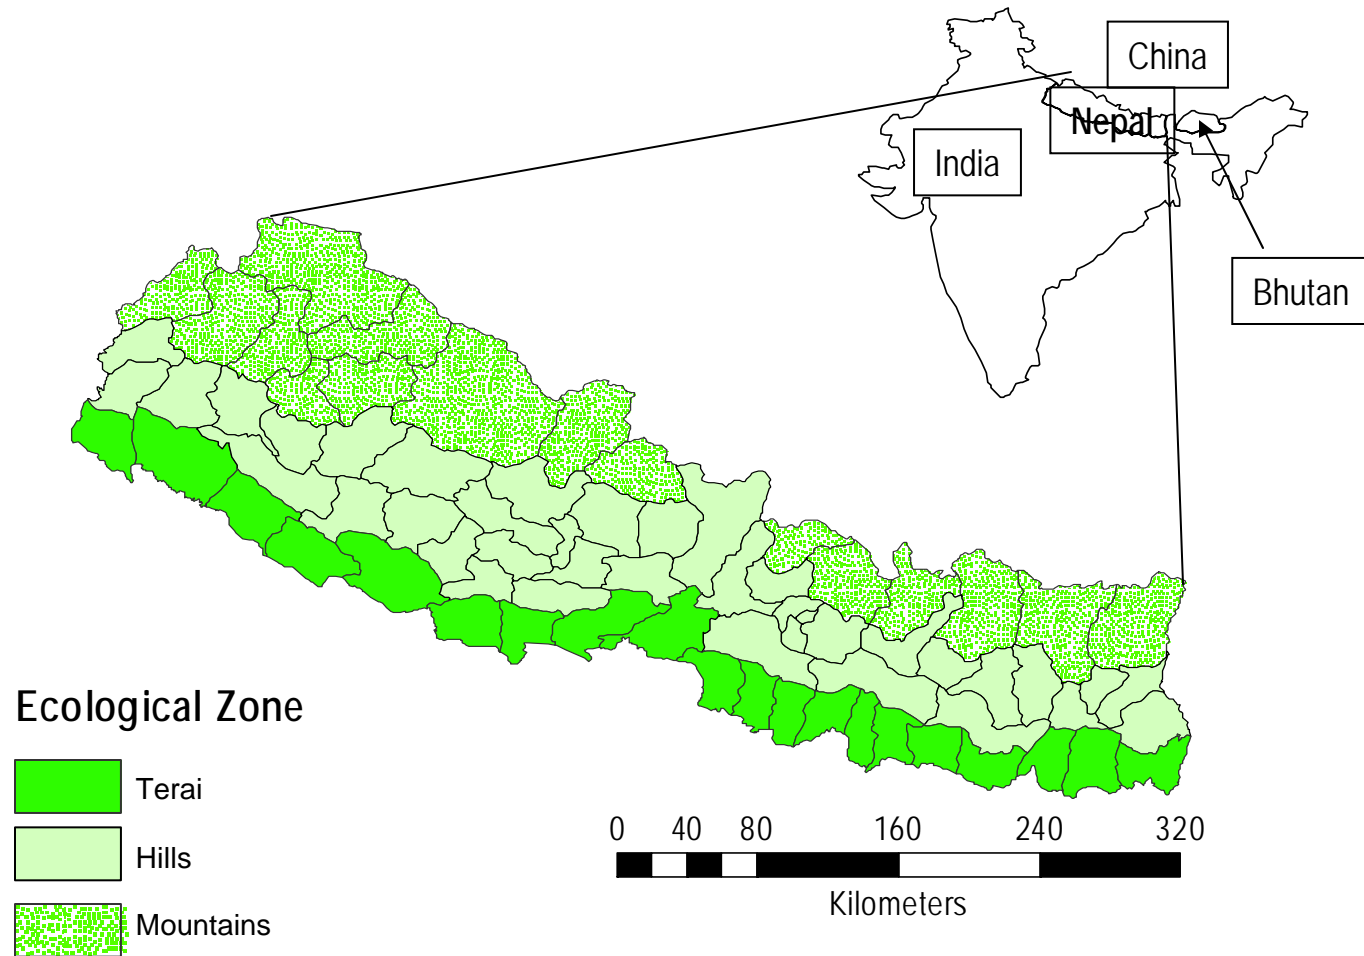 China
Nepal
India
Bhutan
Ecological Zone
Terai
Hills
Mountains
0 40 80 160 240 320
Kilometers